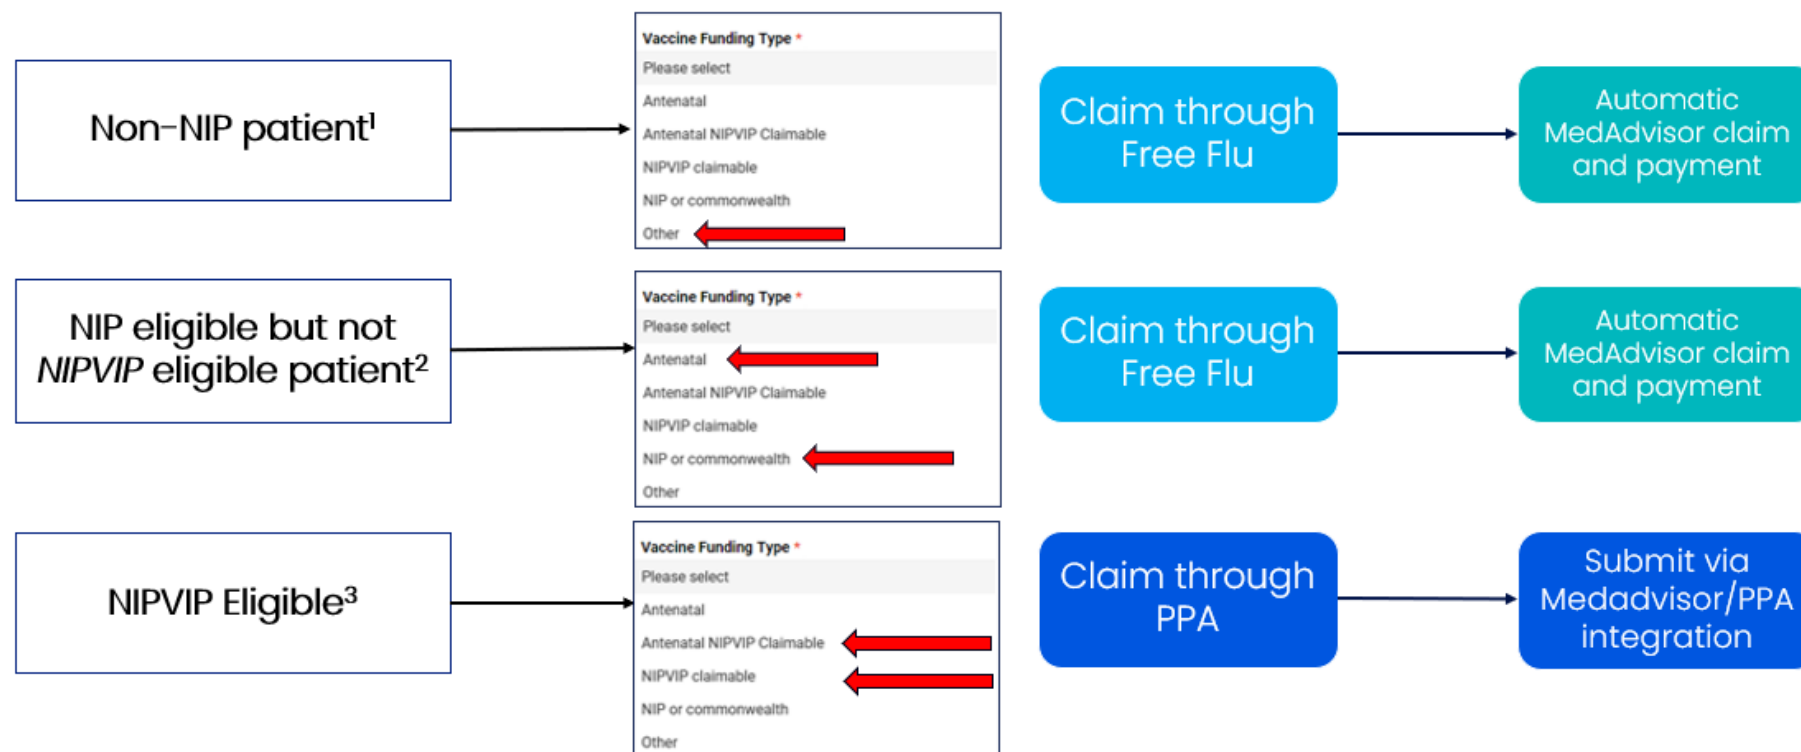 Non-NIP patient¹
Vaccine Funding Type *
Please select
Antenatal
Antenatal NIPVIP Claimable
NIPVIP claimable
NIP or commonwealth
Other
Claim through
Free Flu
Automatic
MedAdvisor claim
and payment
NIP eligible but not
NIPVIP eligible patient²
Vaccine Funding Type *
Please select
Antenatal
Antenatal NIPVIP Claimable
NIPVIP claimable
NIP or commonwealth
Other
Claim through
Free Flu
Automatic
MedAdvisor claim
and payment
NIPVIP Eligible³
Vaccine Funding Type *
Please select
Antenatal
Antenatal NIPVIP Claimable
NIPVIP claimable
NIP or commonwealth
Other
Claim through
PPA
Submit via
Medadvisor/PPA
integration